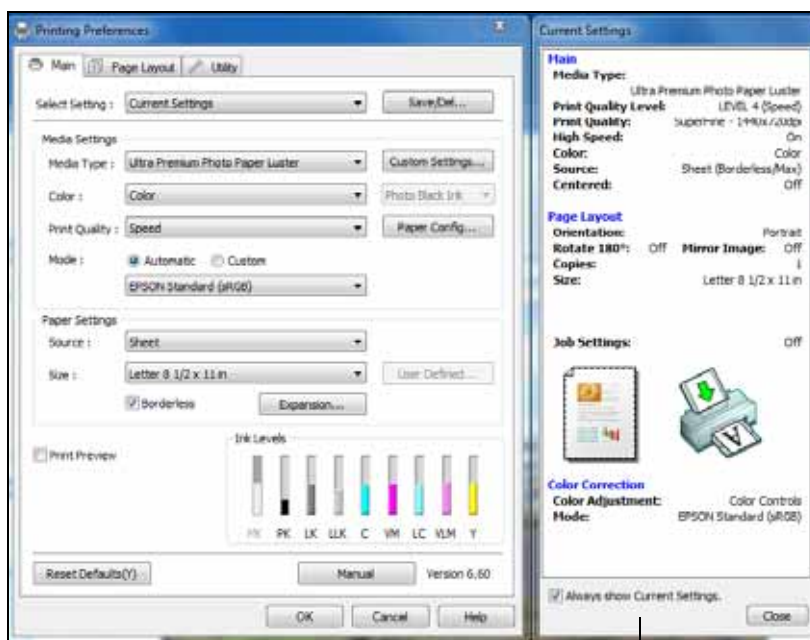 Printing Preferences
Main
Page Layout
Utility
Select Setting :
Current Settings
Save/Del...
Media Settings
Media Type :
Ultra Premium Photo Paper Luster
Custom Settings...
Color :
Color
Photo Black Ink
Print Quality :
Speed
Paper Config...
Mode :
Automatic
Custom
EPSON Standard (sRGB)
Paper Settings
Source :
Sheet
Size :
Letter 8 1/2 x 11 in
User Defined...
Borderless
Expansion...
Print Preview
Ink Levels
MK PK LK LLK C VM LC VLM Y
Reset Defaults(Y)
Manual
Version 6.60
OK
Cancel
Help
Current Settings
Main
Media Type:
Ultra Premium Photo Paper Luster
Print Quality Level: LEVEL 4 (Speed)
Print Quality: SuperFine - 1440x720dpi
High Speed: On
Color: Color
Source: Sheet (Borderless/Max)
Centered: Off
Page Layout
Orientation: Portrait
Rotate 180°: Off Mirror Image: Off
Copies: 1
Size: Letter 8 1/2 x 11 in
Job Settings: Off
A
Color Correction
Color Adjustment: Color Controls
Mode: EPSON Standard (sRGB)
Always show Current Settings.
Close